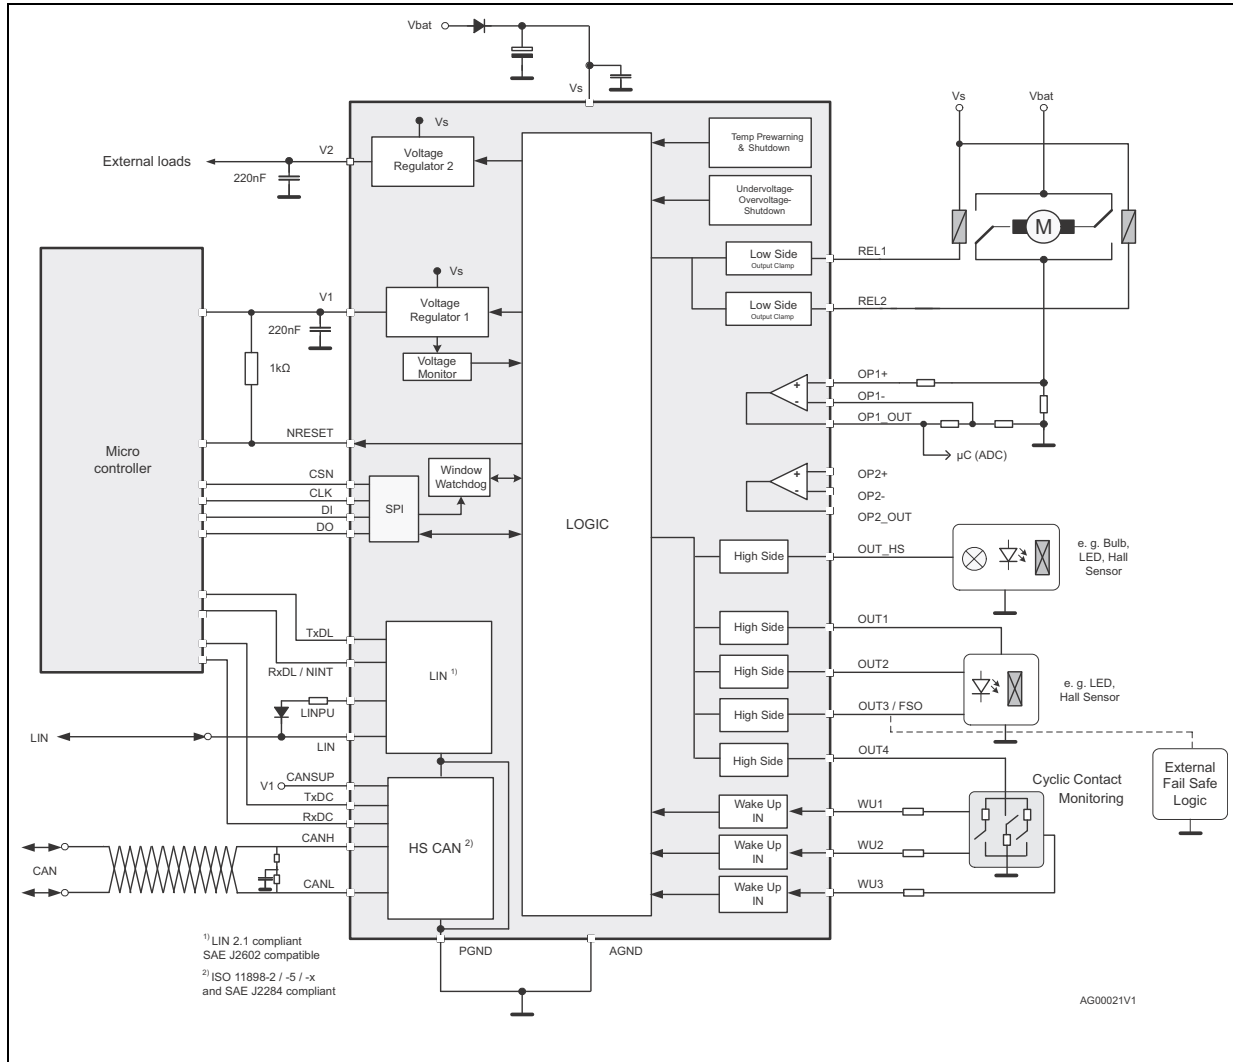 Vbat
Vs
Vs
Vbat
Vs
Voltage
Regulator 2
V2
External loads
220nF
Temp Prewarning
& Shutdown
Undervoltage-
Overvoltage-
Shutdown
M
Low Side
Output Clamp
REL1
Low Side
Output Clamp
REL2
Vs
V1
Voltage
Regulator 1
220nF
1kΩ
Voltage
Monitor
+
-
OP1+
OP1-
OP1_OUT
µC (ADC)
NRESET
Micro
controller
CSN
CLK
DI
DO
SPI
Window
Watchdog
LOGIC
+
-
OP2+
OP2-
OP2_OUT
High Side
OUT_HS
e. g. Bulb,
LED, Hall
Sensor
TxDL
RxDL / NINT
LIN 1)
LINPU
LIN
LIN
High Side
OUT1
High Side
OUT2
High Side
OUT3 / FSO
e. g. LED,
Hall Sensor
High Side
OUT4
External
Fail Safe
Logic
Cyclic Contact
Monitoring
V1
CANSUP
TxDC
RxDC
CANH
HS CAN 2)
CAN
CANL
Wake Up
IN
WU1
Wake Up
IN
WU2
Wake Up
IN
WU3
1) LIN 2.1 compliant
SAE J2602 compatible
2) ISO 11898-2 / -5 / -x
and SAE J2284 compliant
PGND
AGND
AG00021V1